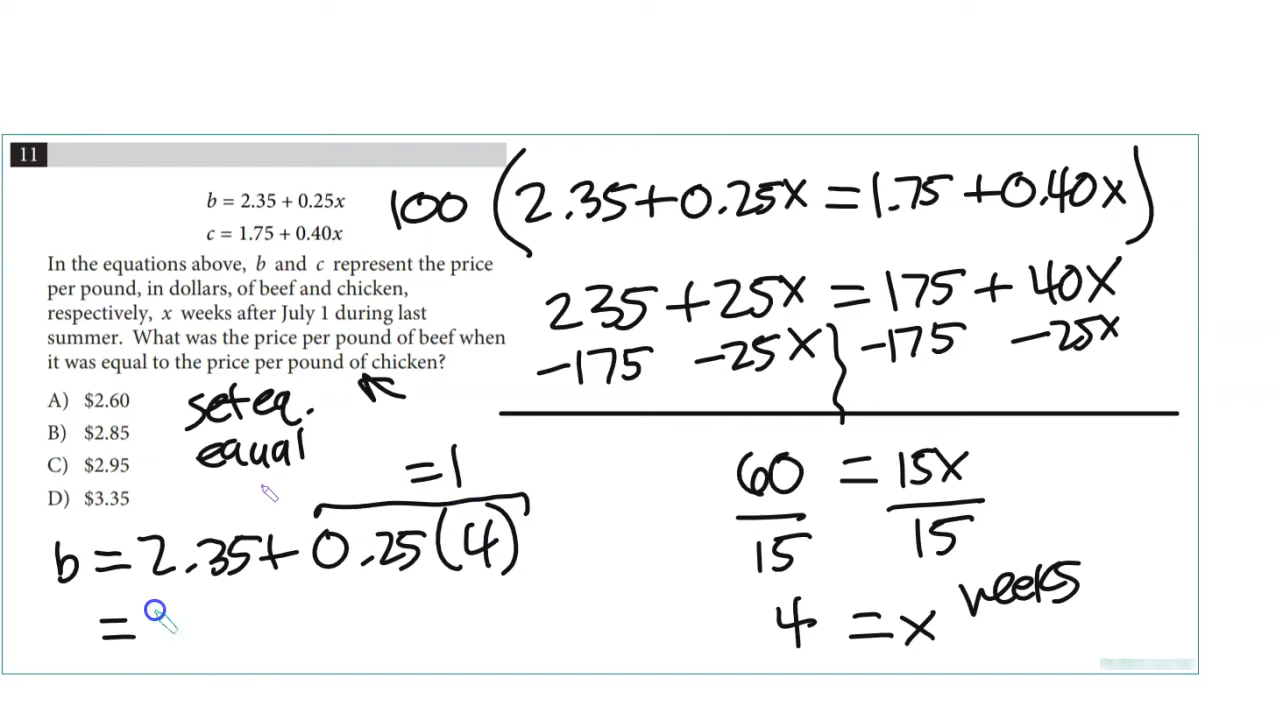 11
b = 2.35 + 0.25x
c = 1.75 + 0.40x
In the equations above, b and c represent the price
per pound, in dollars, of beef and chicken,
respectively, x weeks after July 1 during last
summer. What was the price per pound of beef when
it was equal to the price per pound of chicken?
A) $2.60
B) $2.85
C) $2.95
D) $3.35
set eq.
equal
= 1
b = 2.35 + 0.25(4)
=
100 (2.35 + 0.25x = 1.75 + 0.40x)
235 + 25x = 175 + 40x
-175 -25x -175 -25x
60 = 15x
15 15
4 = x weeks